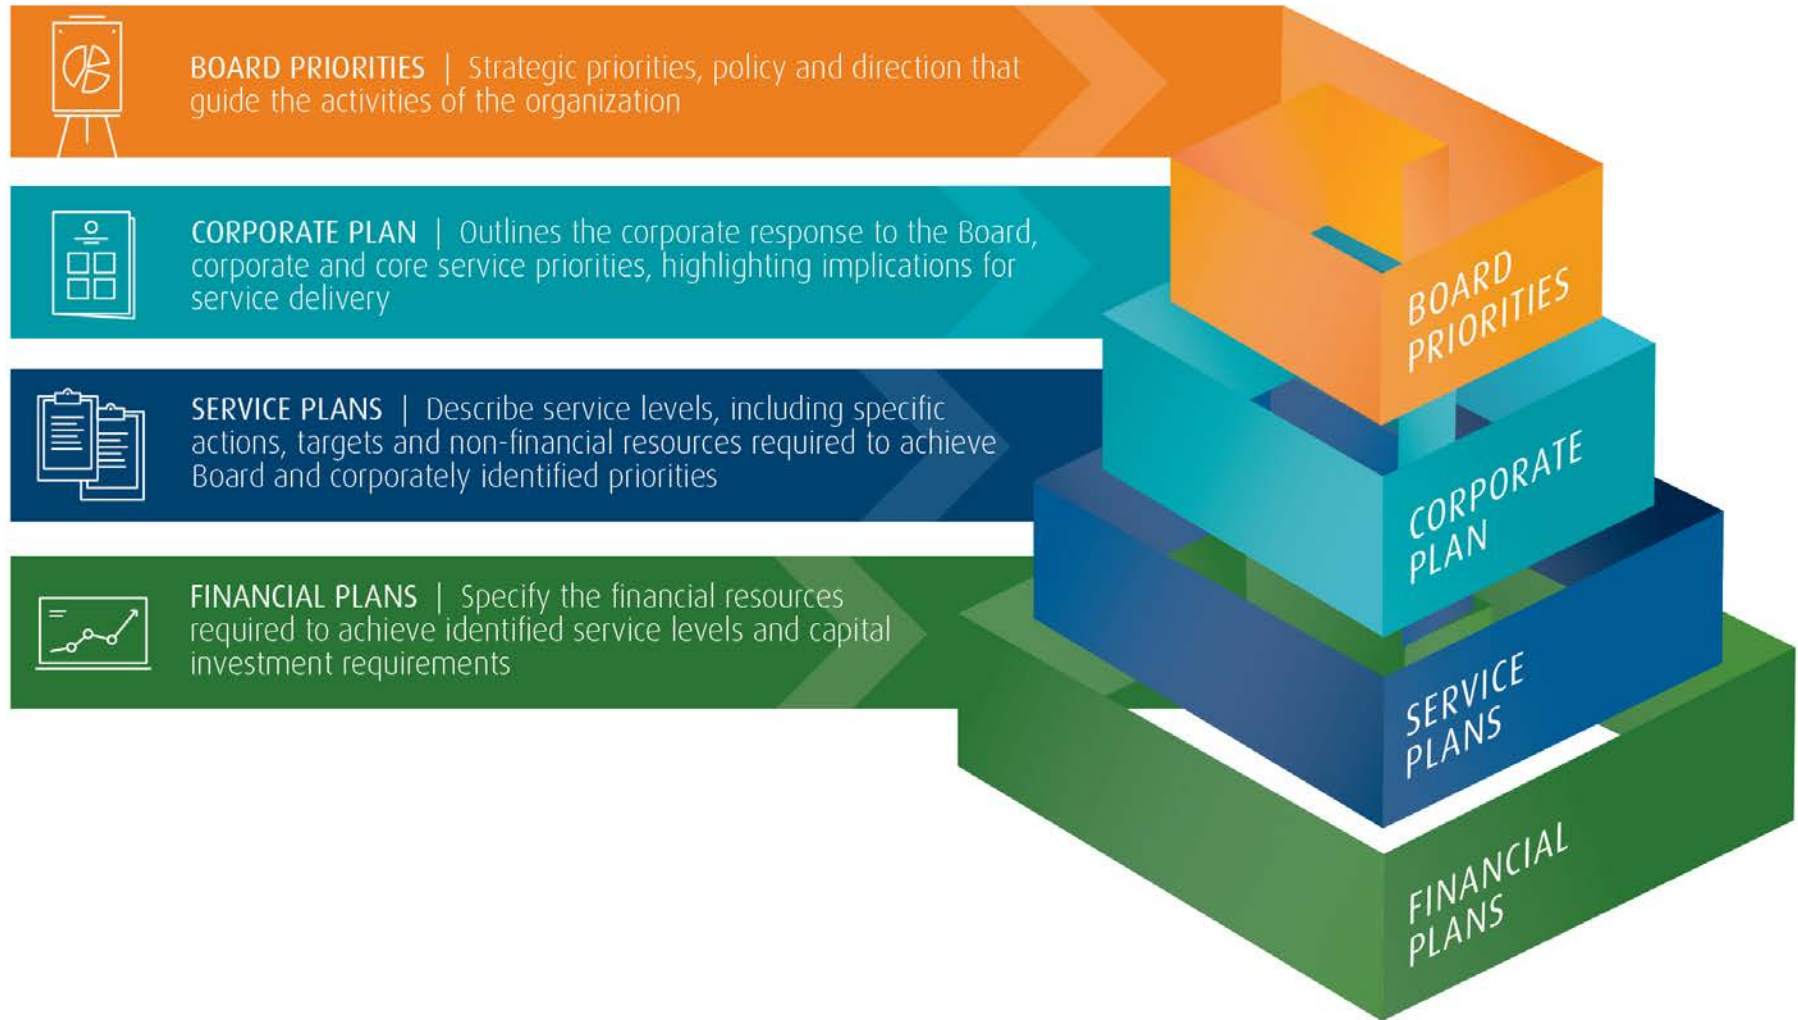 BOARD PRIORITIES | Strategic priorities, policy and direction that
guide the activities of the organization
CORPORATE PLAN | Outlines the corporate response to the Board,
corporate and core service priorities, highlighting implications for
service delivery
SERVICE PLANS | Describe service levels, including specific
actions, targets and non-financial resources required to achieve
Board and corporately identified priorities
FINANCIAL PLANS | Specify the financial resources
required to achieve identified service levels and capital
investment requirements
BOARD
PRIORITIES
CORPORATE
PLAN
SERVICE
PLANS
FINANCIAL
PLANS